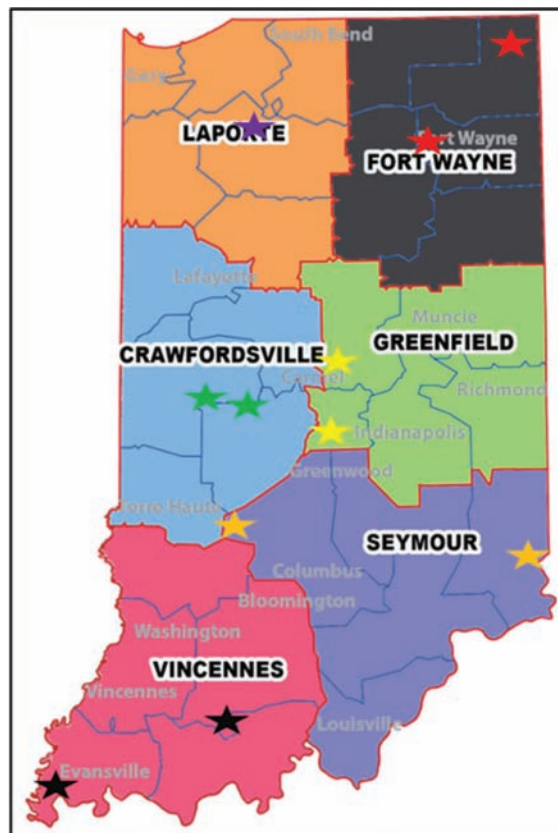 South Bend
Gary
LAPORTE
Fort Wayne
FORT WAYNE
Lafayette
Muncie
GREENFIELD
CRAWFORDSVILLE
Carmel
Richmond
Indianapolis
Greenwood
Terre Haute
SEYMOUR
Columbus
Bloomington
Washington
VINCENNES
Vincennes
Louisville
Evansville